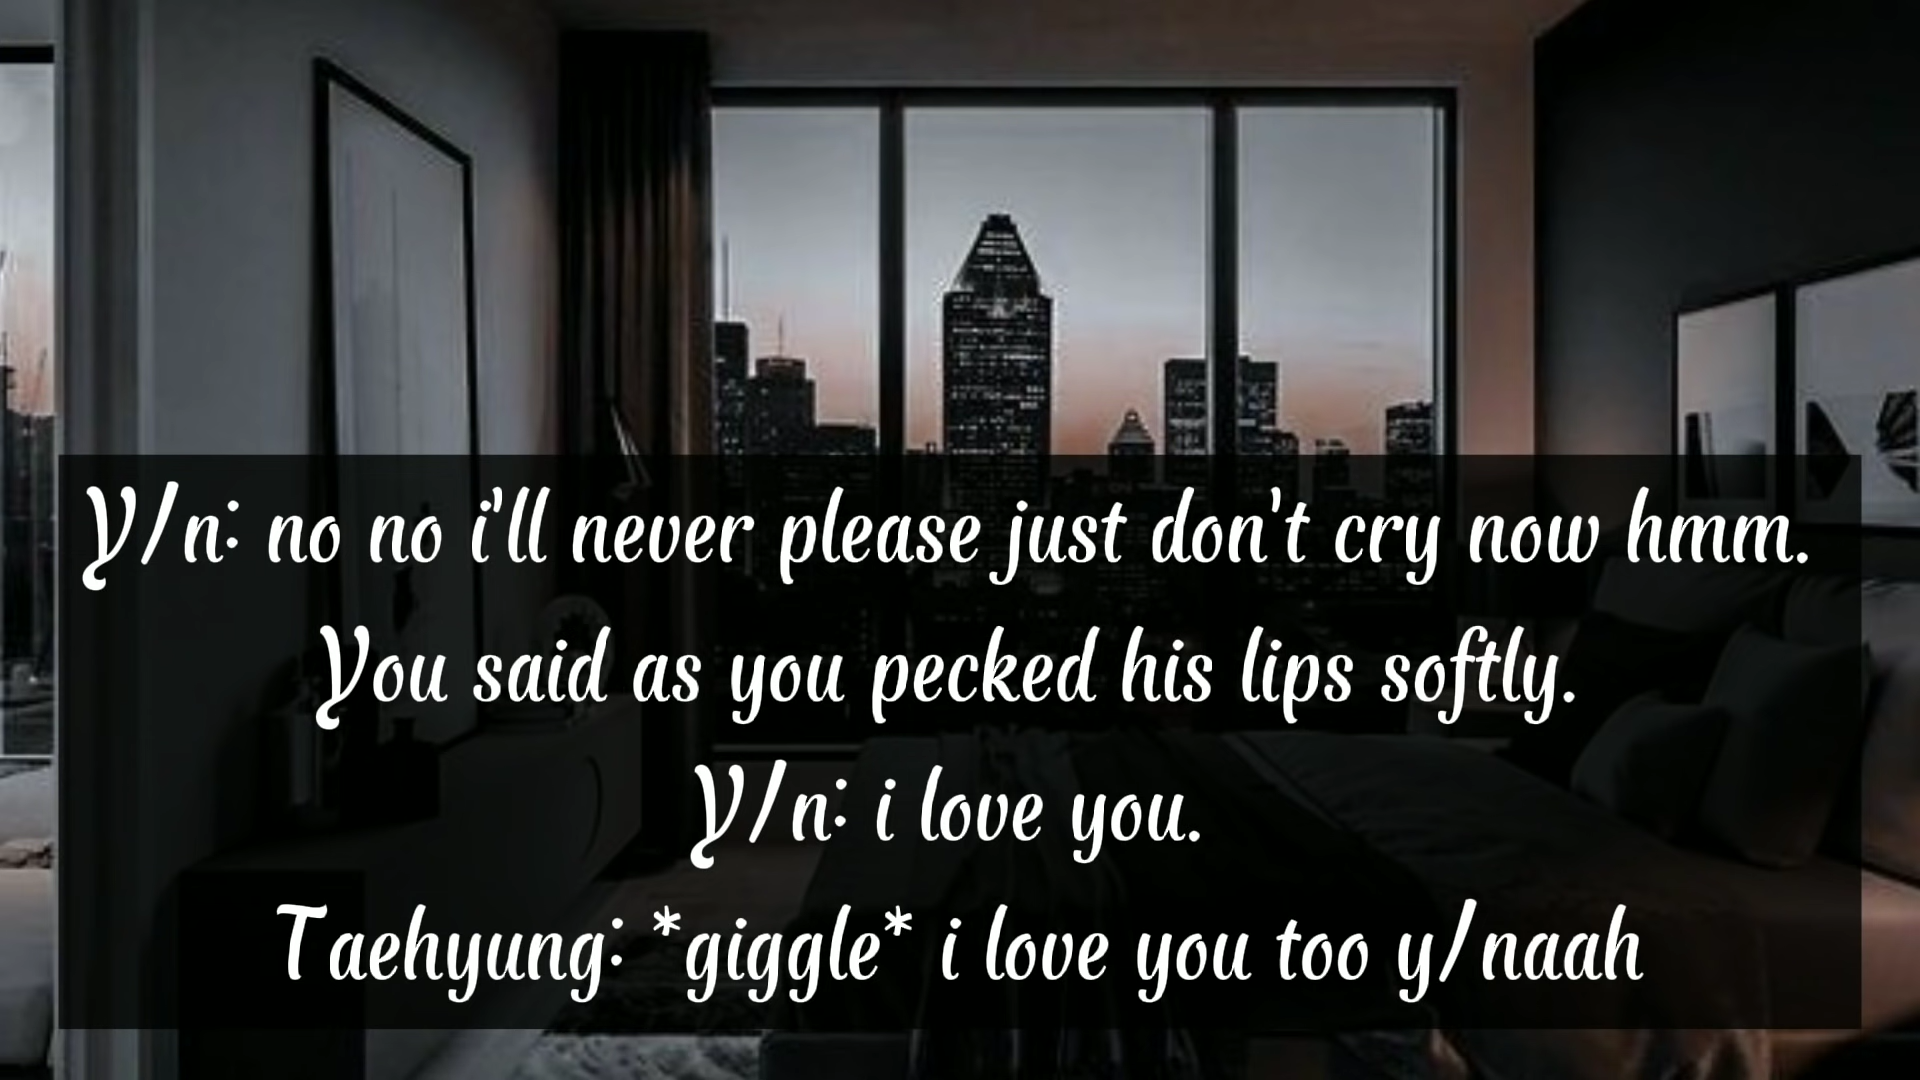 Y/n: no no i'll never please just don't cry now hmm.
You said as you pecked his lips softly.
Y/n: i love you.
Taehyung: *giggle* i love you too y/naah